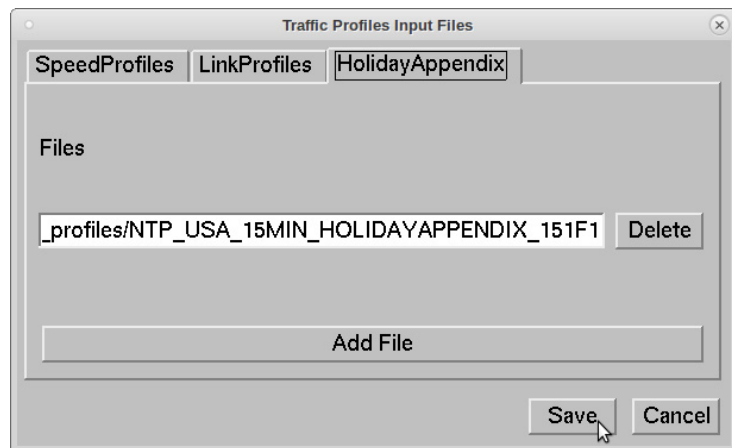 Traffic Profiles Input Files
SpeedProfiles LinkProfiles HolidayAppendix
Files
_profiles/NTP_USA_15MIN_HOLIDAYAPPENDIX_151F1 Delete
Add File
Save Cancel